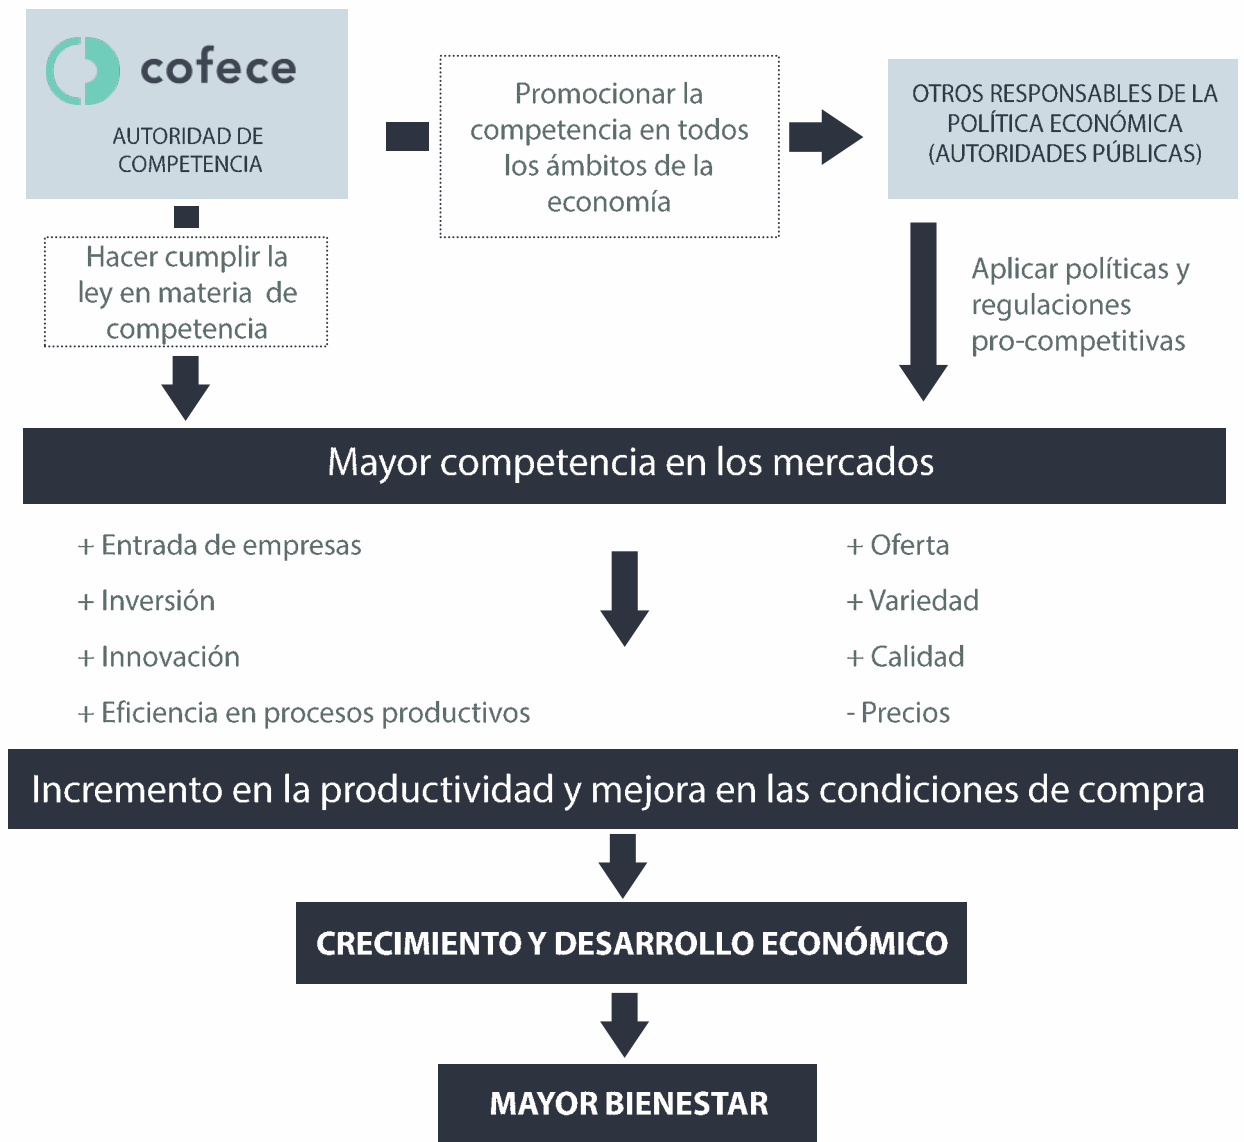 cofece
AUTORIDAD DE
COMPETENCIA
Promocionar la
competencia en todos
los ámbitos de la
economía
OTROS RESPONSABLES DE LA
POLÍTICA ECONÓMICA
(AUTORIDADES PÚBLICAS)
Hacer cumplir la
ley en materia de
competencia
Aplicar políticas y
regulaciones
pro-competitivas
Mayor competencia en los mercados
+ Entrada de empresas
+ Inversión
+ Innovación
+ Eficiencia en procesos productivos
+ Oferta
+ Variedad
+ Calidad
- Precios
Incremento en la productividad y mejora en las condiciones de compra
CRECIMIENTO Y DESARROLLO ECONÓMICO
MAYOR BIENESTAR